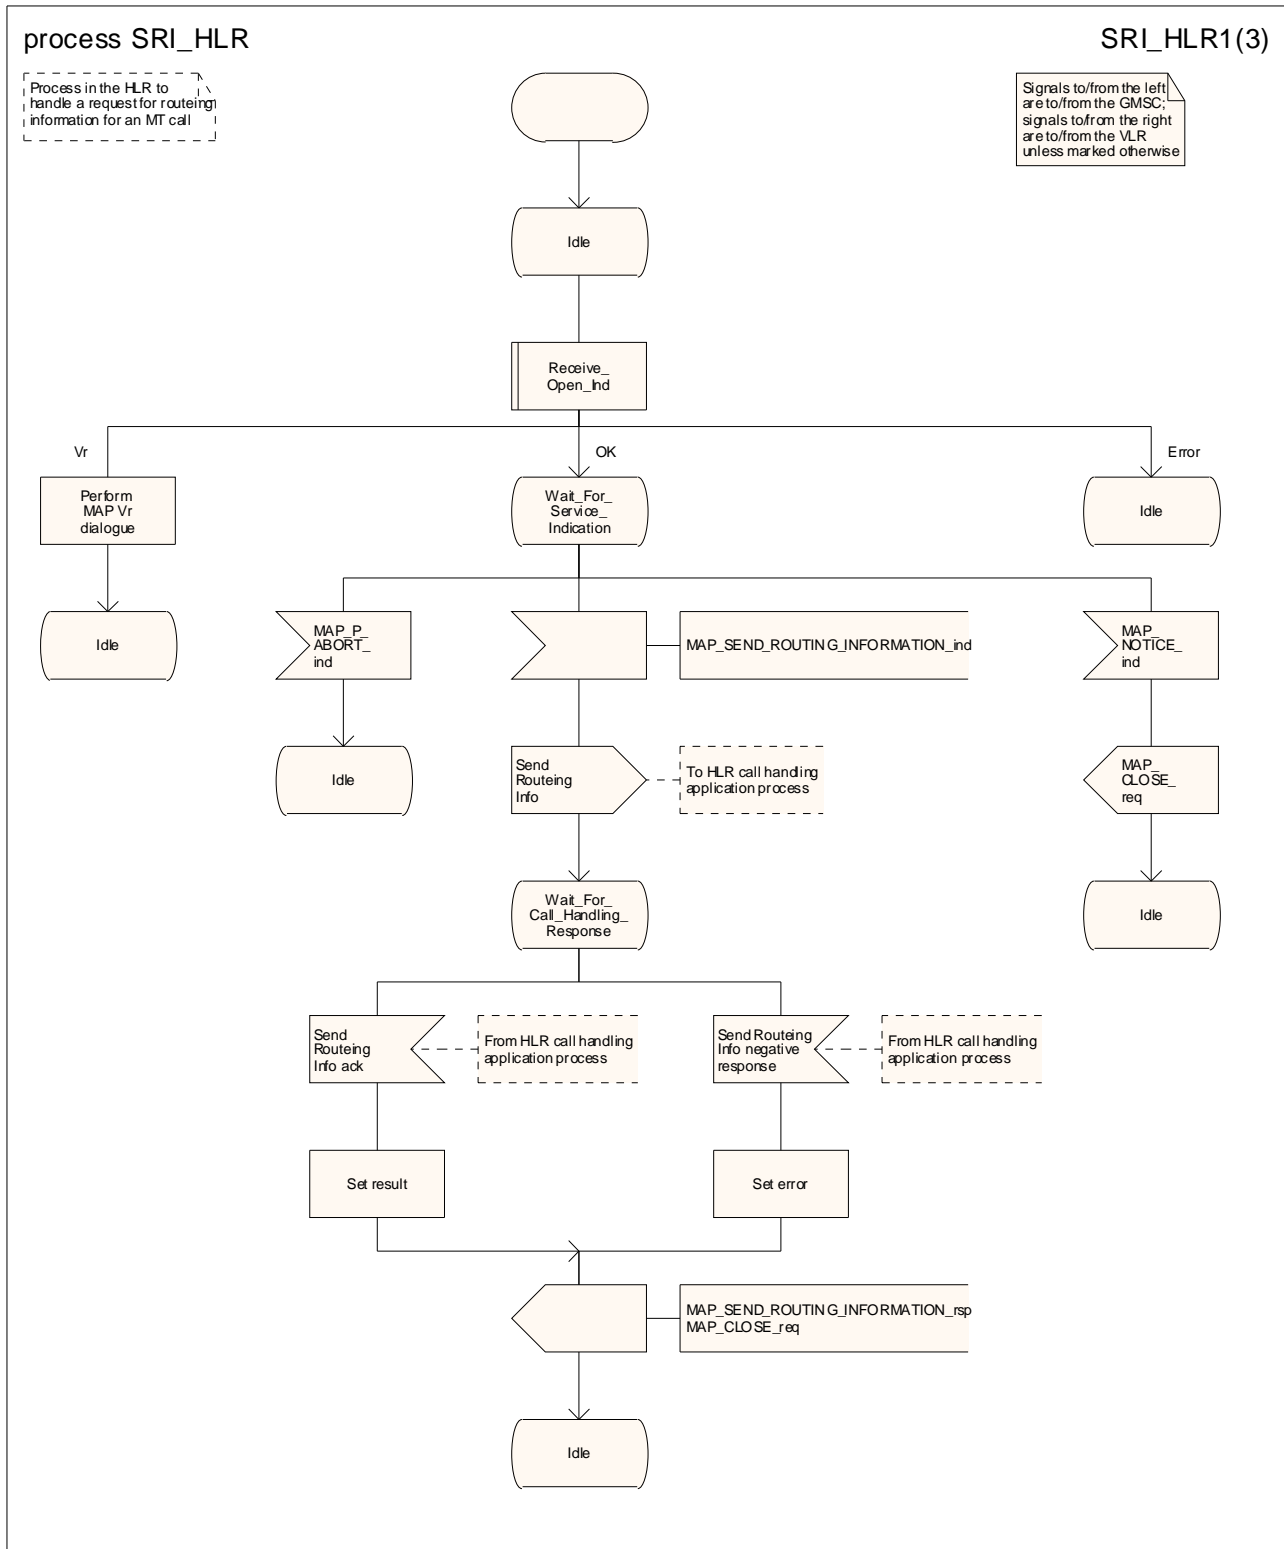 process SRI_HLR
SRI_HLR1(3)
Process in the HLR to
handle a request for routeing
information for an MT call
Signals to/from the left
are to/from the GMSC;
signals to/from the right
are to/from the VLR
unless marked otherwise
Idle
Receive_
Open_Ind
Vr
OK
Error
Perform
MAP Vr
dialogue
Wait_For_
Service_
Indication
Idle
Idle
MAP_P_
ABORT_
ind
MAP_SEND_ROUTING_INFORMATION_ind
MAP_
NOTICE_
ind
Idle
Send
Routeing
Info
To HLR call handling
application process
MAP_
CLOSE_
req
Wait_For_
Call_Handling_
Response
Idle
Send
Routeing
Info ack
From HLR call handling
application process
Send Routeing
Info negative
response
From HLR call handling
application process
Set result
Set error
MAP_SEND_ROUTING_INFORMATION_rsp
MAP_CLOSE_req
Idle